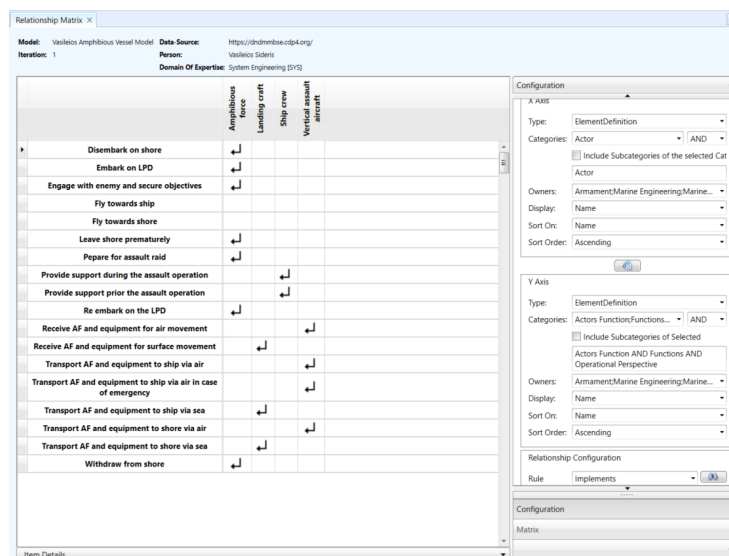 Relationship Matrix ×
Model: Vasileios Amphibious Vessel Model Data-Source: https://dndmmbse.cdp4.org/
Iteration: 1 Person: Vasileios Sideris
Domain Of Expertise: System Engineering [SYS]
Amphibious force
Landing craft
Ship crew
Vertical assault aircraft
Disembark on shore
Embark on LPD
Engage with enemy and secure objectives
Fly towards ship
Fly towards shore
Leave shore prematurely
Pepare for assault raid
Provide support during the assault operation
Provide support prior the assault operation
Re embark on the LPD
Receive AF and equipment for air movement
Receive AF and equipment for surface movement
Transport AF and equipment to ship via air
Transport AF and equipment to ship via air in case
of emergency
Transport AF and equipment to ship via sea
Transport AF and equipment to shore via air
Transport AF and equipment to shore via sea
Withdraw from shore
Item Details
Configuration
X Axis
Type: ElementDefinition
Categories: Actor AND
Include Subcategories of the selected Cat
Actor
Owners: Armament;Marine Engineering;Marine...
Display: Name
Sort On: Name
Sort Order: Ascending
Y Axis
Type: ElementDefinition
Categories: Actors Function;Functions... AND
Include Subcategories of Selected
Actors Function AND Functions AND
Operational Perspective
Owners: Armament;Marine Engineering;Marine...
Display: Name
Sort On: Name
Sort Order: Ascending
Relationship Configuration
Rule Implements
Configuration
Matrix